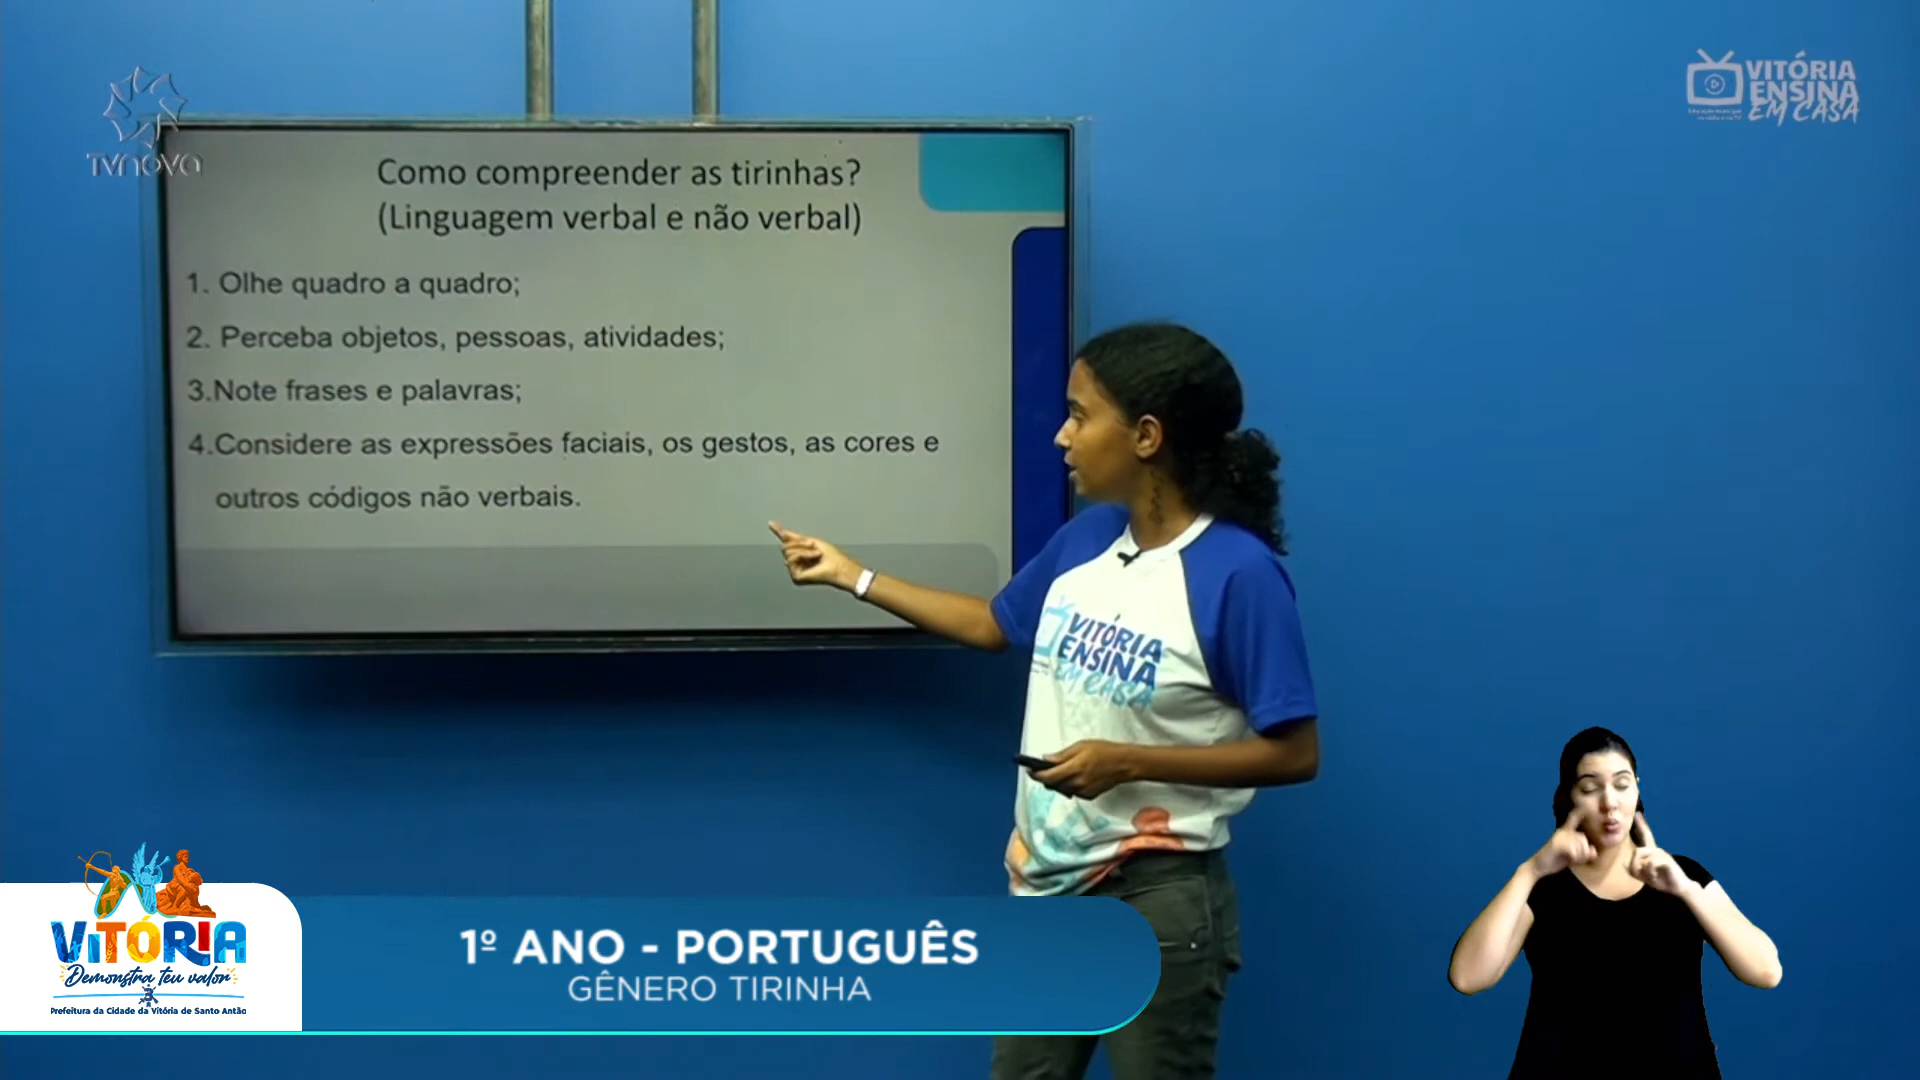 VITÓRIA
ENSINA
EM CASA
TVNOVA
Como compreender as tirinhas?
(Linguagem verbal e não verbal)
1. Olhe quadro a quadro;
2. Perceba objetos, pessoas, atividades;
3.Note frases e palavras;
4.Considere as expressões faciais, os gestos, as cores e
outros códigos não verbais.
VITÓRIA
ENSINA
EM CASA
VITÓRIA
Demonstra teu valor
Prefeitura da Cidade da Vitória de Santo Antão
1º ANO - PORTUGUÊS
GÊNERO TIRINHA